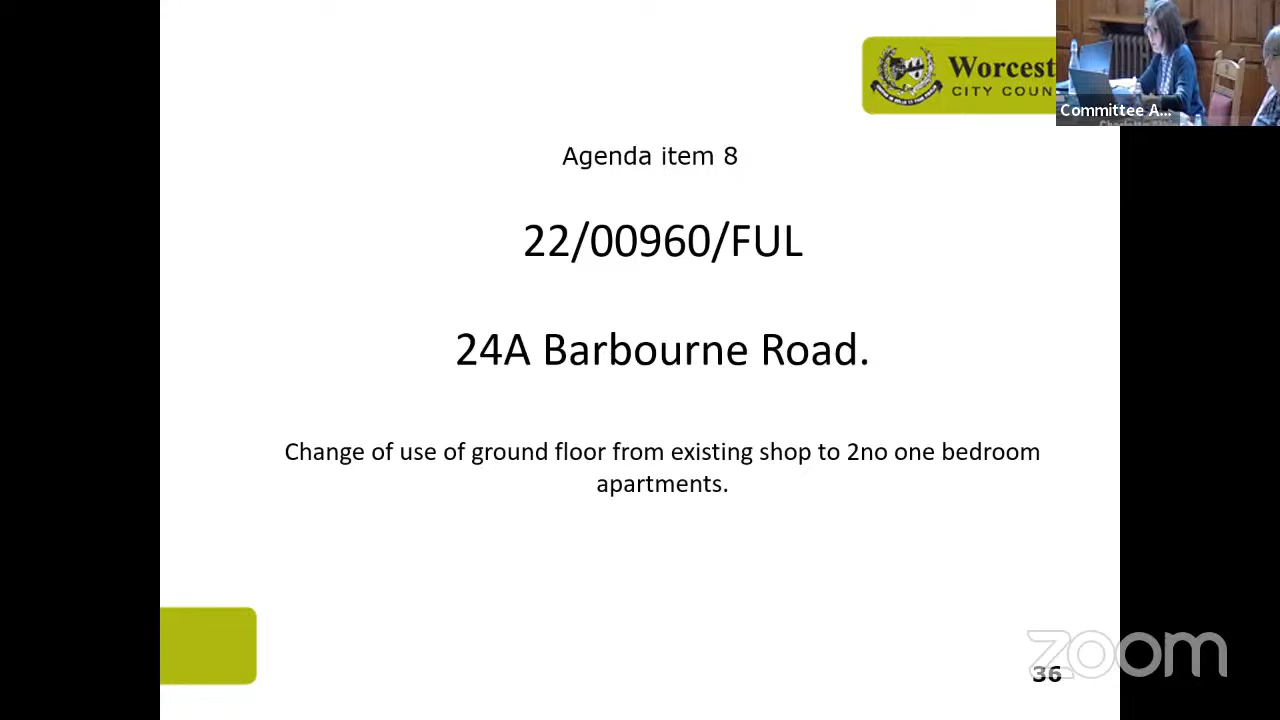 Worcest
CITY COUN
Committee A...
Agenda item 8
22/00960/FUL
24A Barbourne Road.
Change of use of ground floor from existing shop to 2no one bedroom
apartments.
zoom
36